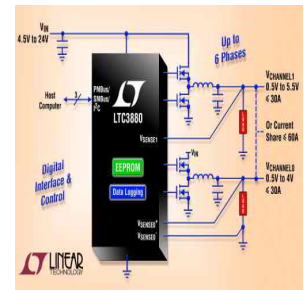 VIN
4.5V to 24V
Up to
6 Phases
PMBus/
SMBus/
I²C
3
Host
Computer
LTC3880
VSENSE1
VCHANNEL1
0.5V to 5.5V
≤ 30A
Or Current
Share ≤ 60A
EEPROM
Data Logging
VIN
Digital
Interface &
Control
VCHANNEL0
0.5V to 4V
≤ 30A
VSENSE0+
VSENSE0-
LINEAR
TECHNOLOGY